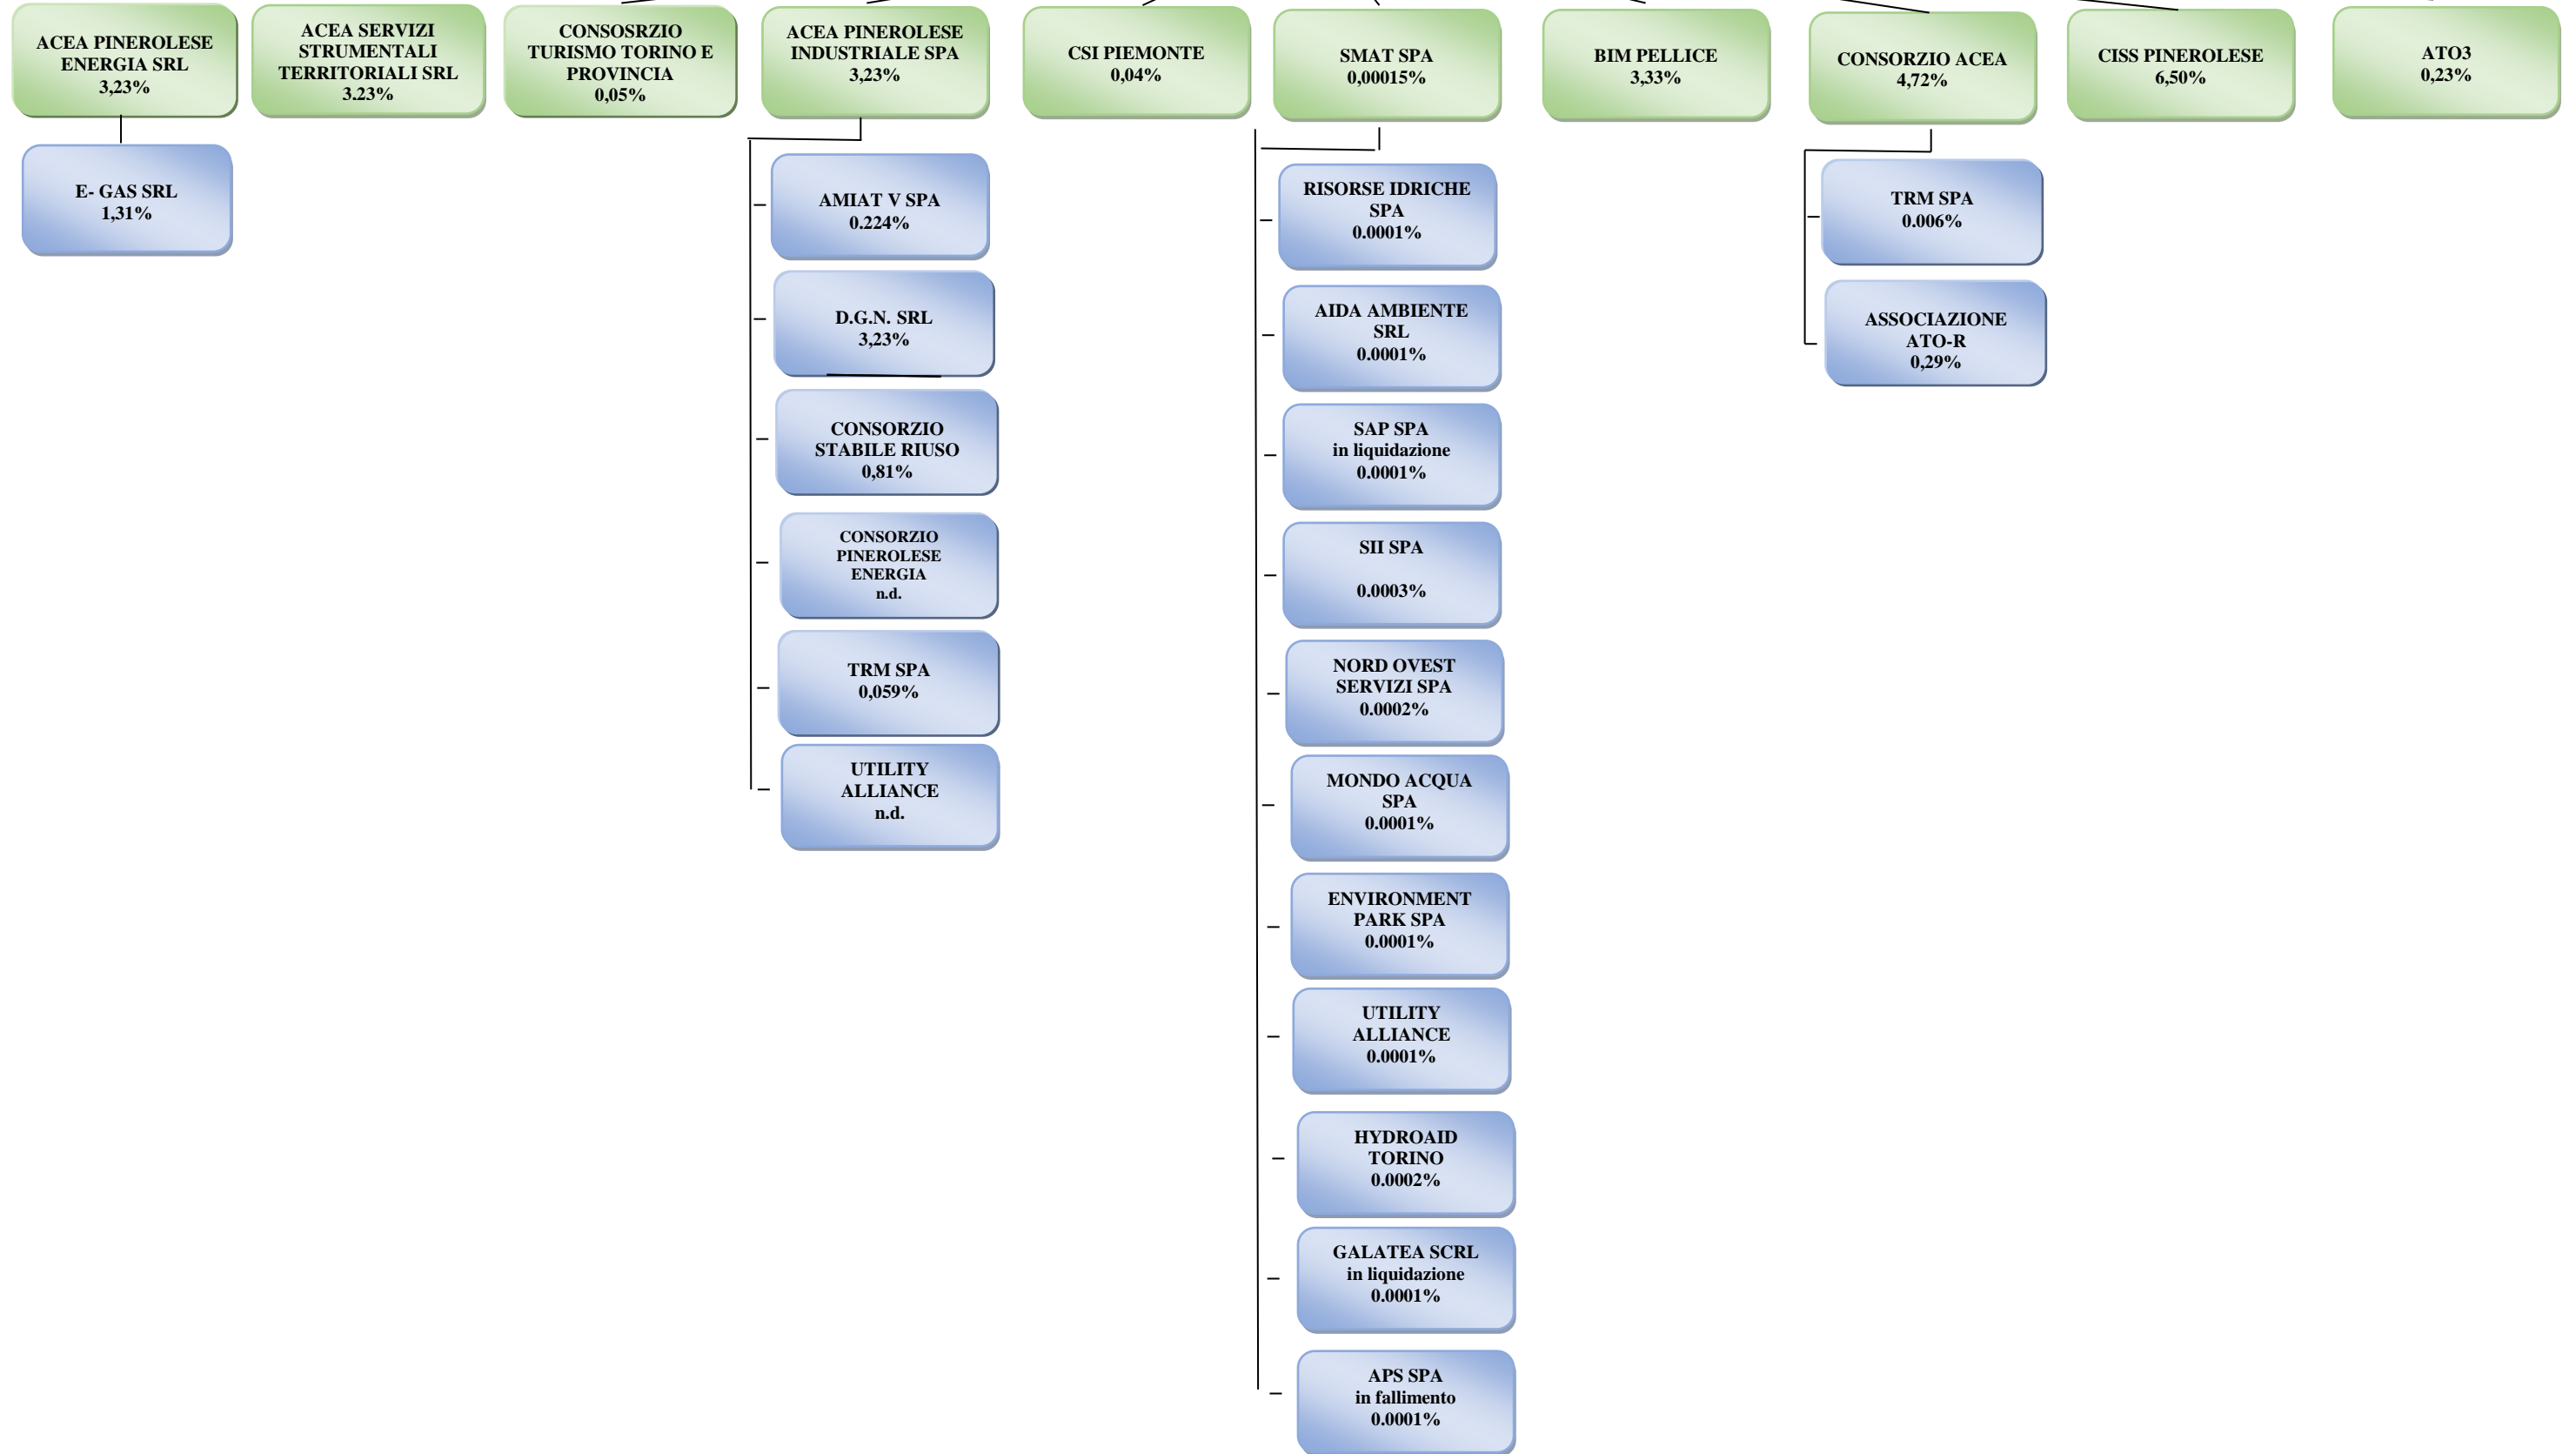 ACEA PINEROLESE
ENERGIA SRL
3,23%
ACEA SERVIZI
STRUMENTALI
TERRITORIALI SRL
3.23%
CONSOSRZIO
TURISMO TORINO E
PROVINCIA
0,05%
ACEA PINEROLESE
INDUSTRIALE SPA
3,23%
CSI PIEMONTE
0,04%
SMAT SPA
0,00015%
BIM PELLICE
3,33%
CONSORZIO ACEA
4,72%
CISS PINEROLESE
6,50%
ATO3
0,23%
E- GAS SRL
1,31%
AMIAT V SPA
0.224%
D.G.N. SRL
3,23%
CONSORZIO
STABILE RIUSO
0,81%
CONSORZIO
PINEROLESE
ENERGIA
n.d.
TRM SPA
0,059%
UTILITY
ALLIANCE
n.d.
RISORSE IDRICHE
SPA
0.0001%
AIDA AMBIENTE
SRL
0.0001%
SAP SPA
in liquidazione
0.0001%
SII SPA
0.0003%
NORD OVEST
SERVIZI SPA
0.0002%
MONDO ACQUA
SPA
0.0001%
ENVIRONMENT
PARK SPA
0.0001%
UTILITY
ALLIANCE
0.0001%
HYDROAID
TORINO
0.0002%
GALATEA SCRL
in liquidazione
0.0001%
APS SPA
in fallimento
0.0001%
TRM SPA
0.006%
ASSOCIAZIONE
ATO-R
0,29%